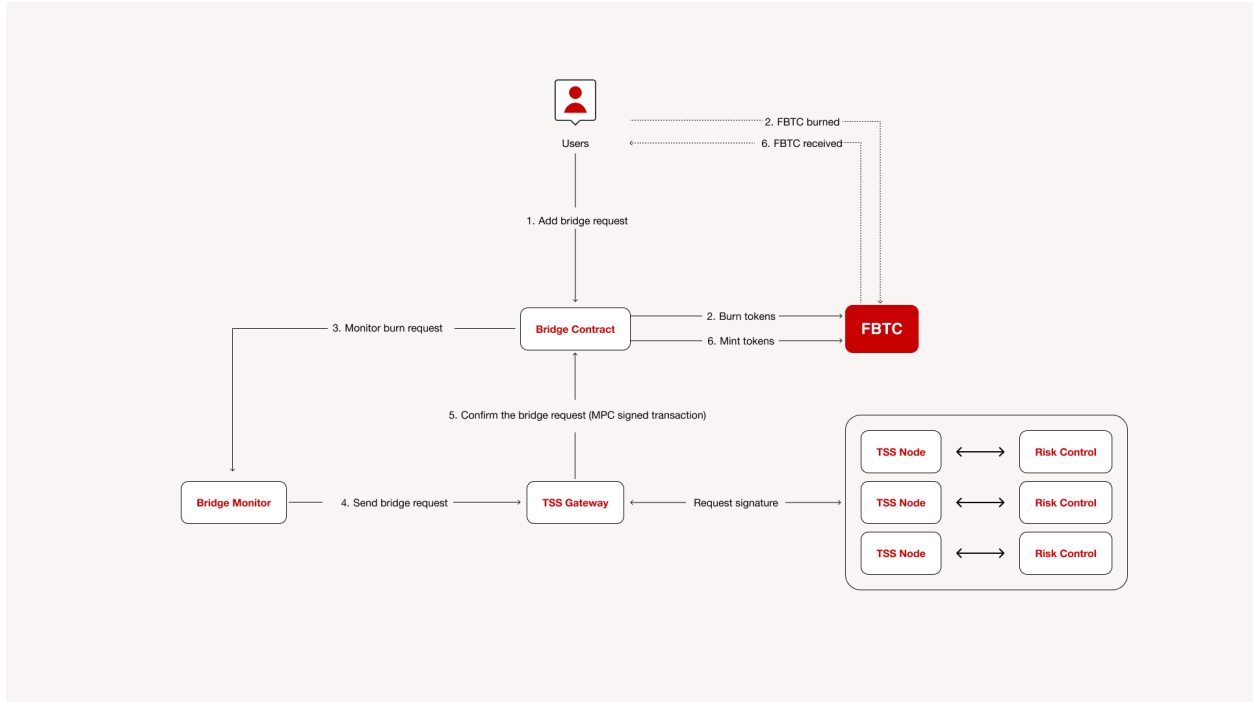 2. FBTC burned
Users
6. FBTC received
1. Add bridge request
2. Burn tokens
3. Monitor burn request
Bridge Contract
FBTC
6. Mint tokens
5. Confirm the bridge request (MPC signed transaction)
TSS Node
Risk Control
Bridge Monitor
4. Send bridge request
TSS Gateway
Request signature
TSS Node
Risk Control
TSS Node
Risk Control